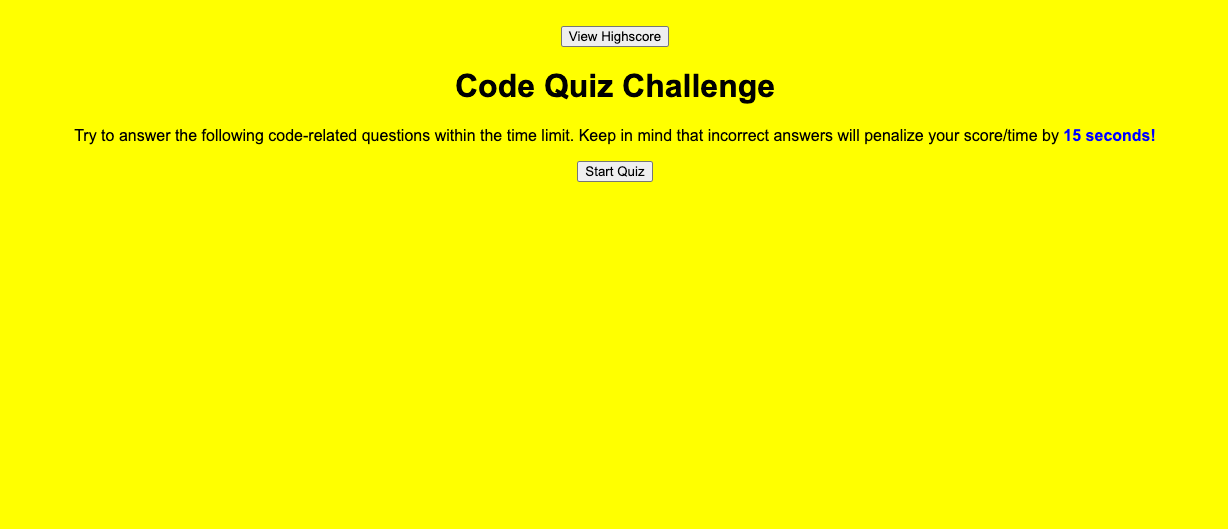 View Highscore
Code Quiz Challenge
Try to answer the following code-related questions within the time limit. Keep in mind that incorrect answers will penalize your score/time by 15 seconds!
Start Quiz